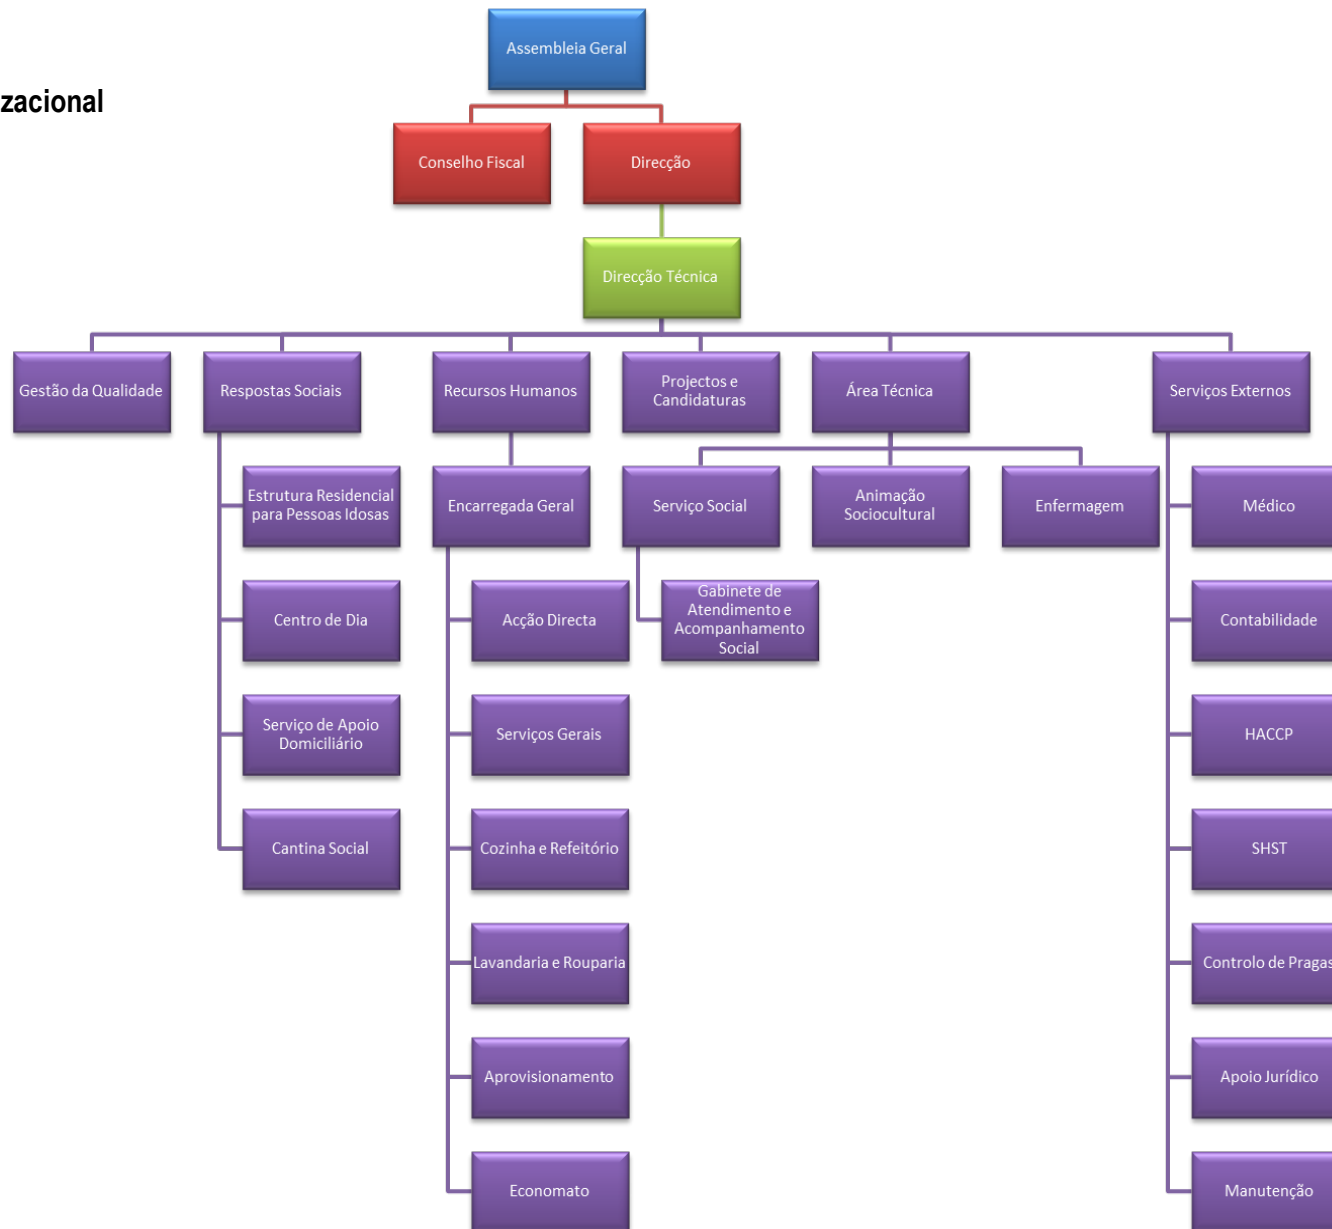 Assembleia Geral
zacional
Conselho Fiscal
Direcção
Direcção Técnica
Gestão da Qualidade
Respostas Sociais
Recursos Humanos
Projectos e
Candidaturas
Área Técnica
Serviços Externos
Estrutura Residencial
para Pessoas Idosas
Encarregada Geral
Serviço Social
Animação
Sociocultural
Enfermagem
Médico
Centro de Dia
Acção Directa
Gabinete de
Atendimento e
Acompanhamento
Social
Contabilidade
Serviço de Apoio
Domiciliário
Serviços Gerais
HACCP
Cantina Social
Cozinha e Refeitório
SHST
Lavandaria e Rouparia
Controlo de Pragas
Aprovisionamento
Apoio Jurídico
Economato
Manutenção